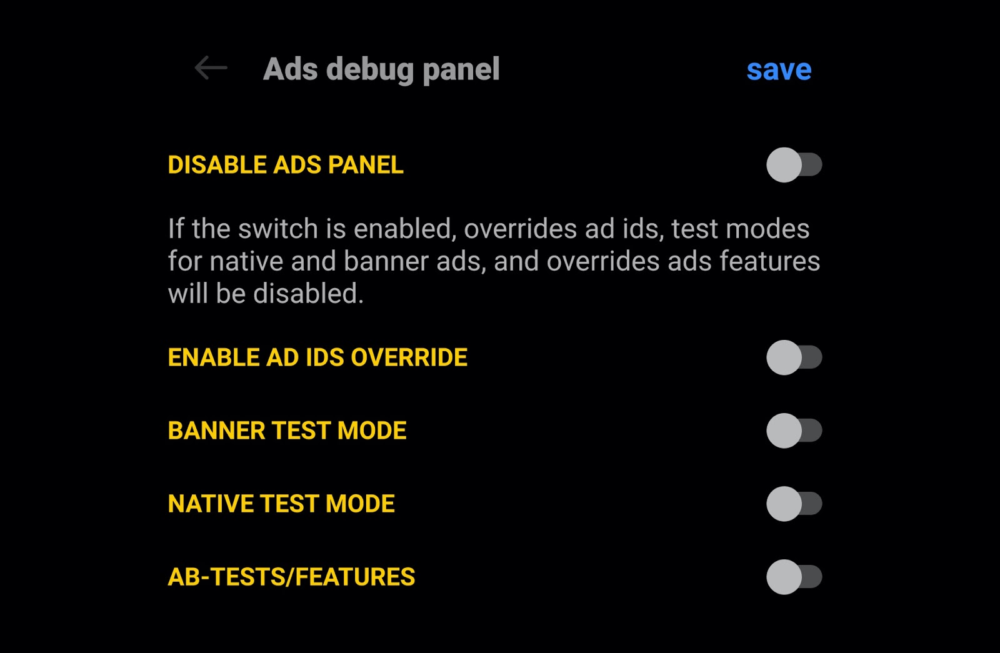 Ads debug panel
save
DISABLE ADS PANEL
If the switch is enabled, overrides ad ids, test modes
for native and banner ads, and overrides ads features
will be disabled.
ENABLE AD IDS OVERRIDE
BANNER TEST MODE
NATIVE TEST MODE
AB-TESTS/FEATURES